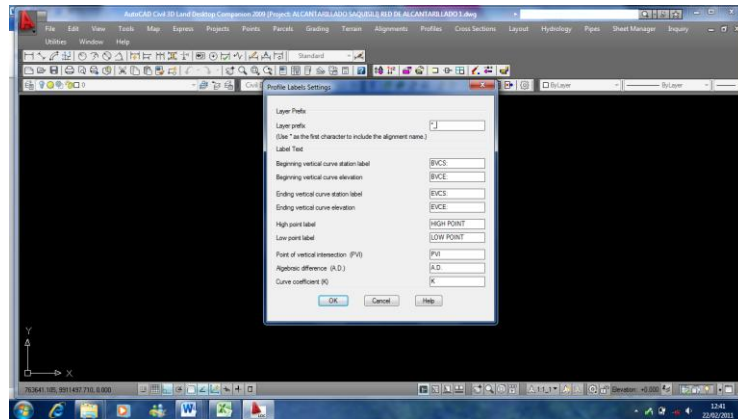 AutoCAD Civil 3D Land Desktop Companion 2009 [Project: ALCANTARILLADO SAQUISILI] RED DE ALCANTARILLADO 3.dwg
File Edit View Tools Map Express Projects Points Parcels Grading Terrain Alignments Profiles Cross Sections Layout Hydrology Pipes Sheet Manager Inquiry
Utilities Window Help
Standard
Civil
ByLayer
ByLayer
Profile Labels Settings
Layer Prefix
Layer prefix *_
(Use * as the first character to include the alignment name.)
Label Text
Beginning vertical curve station label BVCS:
Beginning vertical curve elevation BVCE:
Ending vertical curve station label EVCS:
Ending vertical curve elevation EVCE:
High point label HIGH POINT
Low point label LOW POINT
Point of vertical intersection (PVI) PVI
Algebraic difference (A.D.) A.D.
Curve coefficient (K) K
OK Cancel Help
Y
X
763641.105, 9911497.710, 0.000
1:1
Elevation: +0.000
W
X
LDC
12:41
22/02/2011